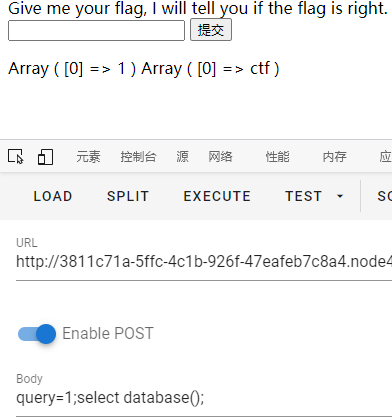 Give me your flag, I will tell you if the flag is right.
提交
Array ( [0] => 1 ) Array ( [0] => ctf )
元素 控制台 源 网络 性能 内存 应
LOAD SPLIT EXECUTE TEST SC
URL
http://3811c71a-5ffc-4c1b-926f-47eafeb7c8a4.node4
Enable POST
Body
query=1;select database();